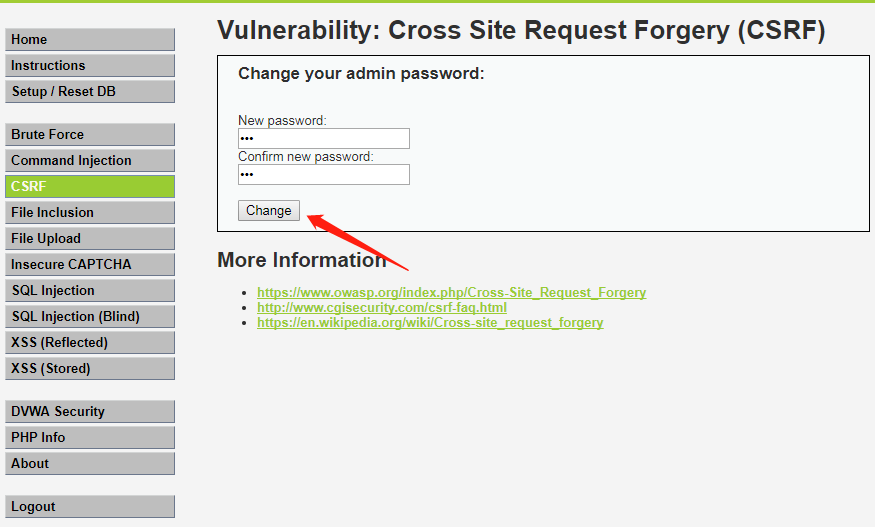 Home
Instructions
Setup / Reset DB
Brute Force
Command Injection
CSRF
File Inclusion
File Upload
Insecure CAPTCHA
SQL Injection
SQL Injection (Blind)
XSS (Reflected)
XSS (Stored)
DVWA Security
PHP Info
About
Logout
Vulnerability: Cross Site Request Forgery (CSRF)
Change your admin password:
New password:
•••
Confirm new password:
•••
Change
More Information
https://www.owasp.org/index.php/Cross-Site_Request_Forgery
http://www.cgisecurity.com/csrf-faq.html
https://en.wikipedia.org/wiki/Cross-site_request_forgery